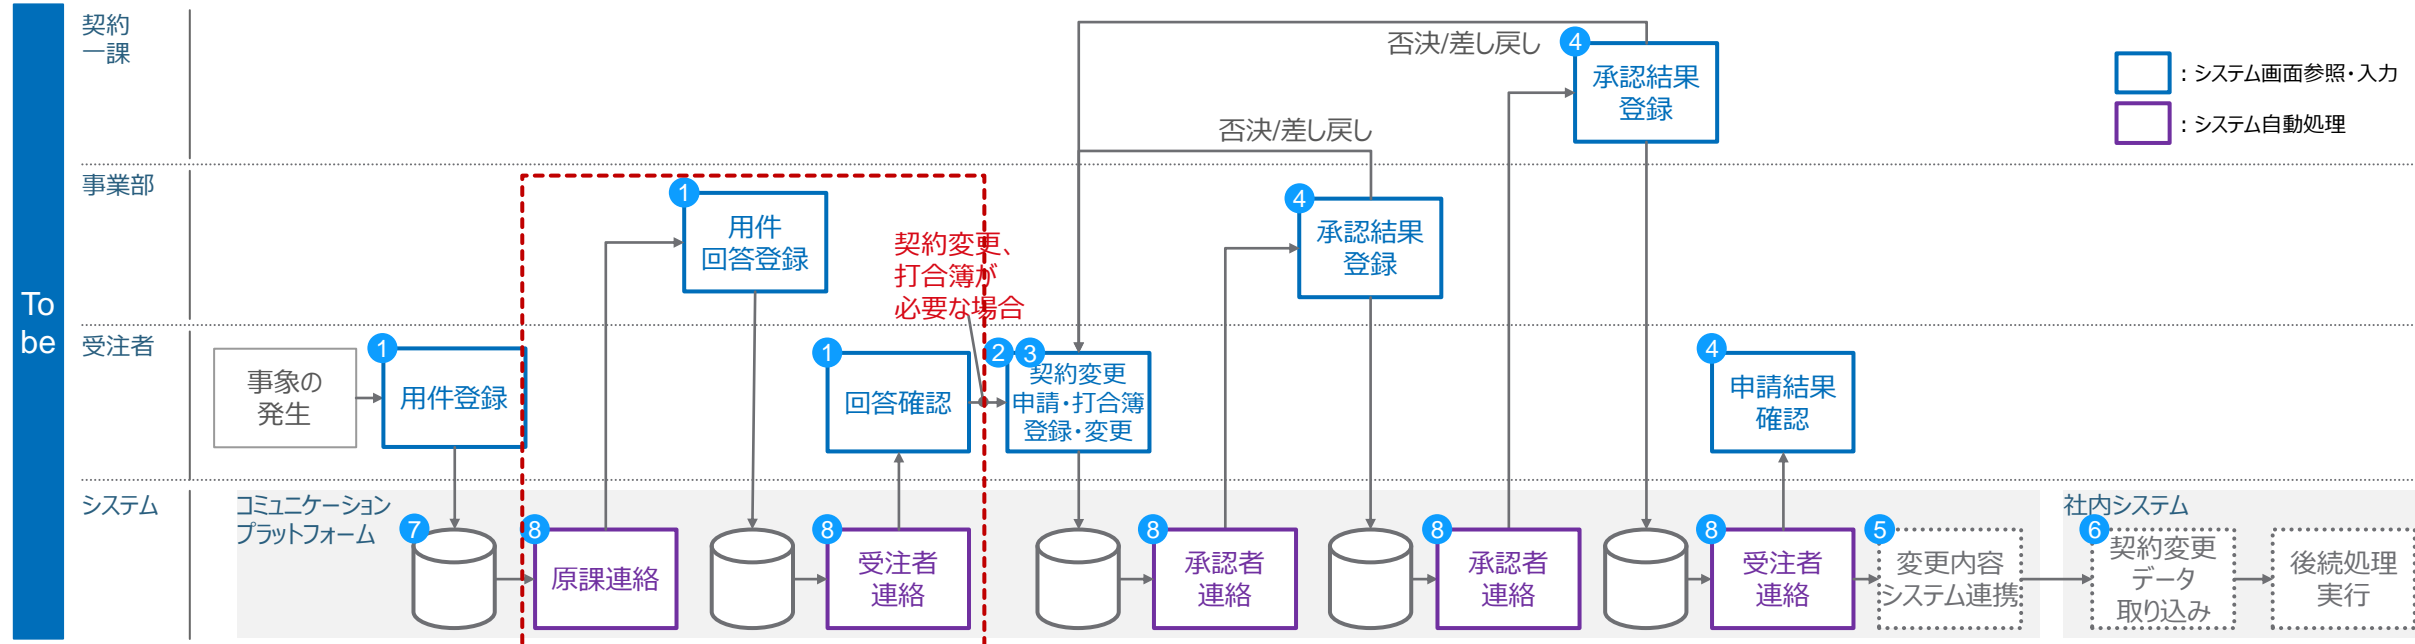 To
be
契約
一課
否決/差し戻し
4
承認結果
登録
: システム画面参照・入力
: システム自動処理
否決/差し戻し
事業部
1
用件
回答登録
契約変更、
打合簿が
必要な場合
4
承認結果
登録
受注者
事象の
発生
1
用件登録
1
回答確認
2
3
契約変更
申請・打合簿
登録・変更
4
申請結果
確認
システム
コミュニケーション
プラットフォーム
7
8
原課連絡
8
受注者
連絡
8
承認者
連絡
8
承認者
連絡
8
受注者
連絡
5
変更内容
システム連携
社内システム
6
契約変更
データ
取り込み
後続処理
実行